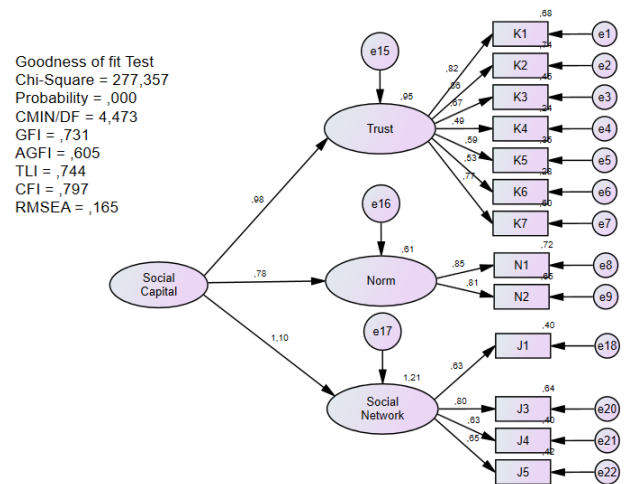 Goodness of fit Test
Chi-Square = 277,357
Probability = ,000
CMIN/DF = 4,473
GFI = ,731
AGFI = ,605
TLI = ,744
CFI = ,797
RMSEA = ,165
e15
,95
Trust
,98
,82
,86
,67
,49
,59
,53
,77
,68
K1
e1
,74
K2
e2
,45
K3
e3
,24
K4
e4
,35
K5
e5
,28
K6
e6
,60
K7
e7
e16
,61
Norm
Social
Capital
,78
,85
,81
,72
N1
e8
,65
N2
e9
e17
1,10
1,21
Social
Network
,63
,80
,63
,65
,40
J1
e18
,64
J3
e20
,40
J4
e21
,42
J5
e22